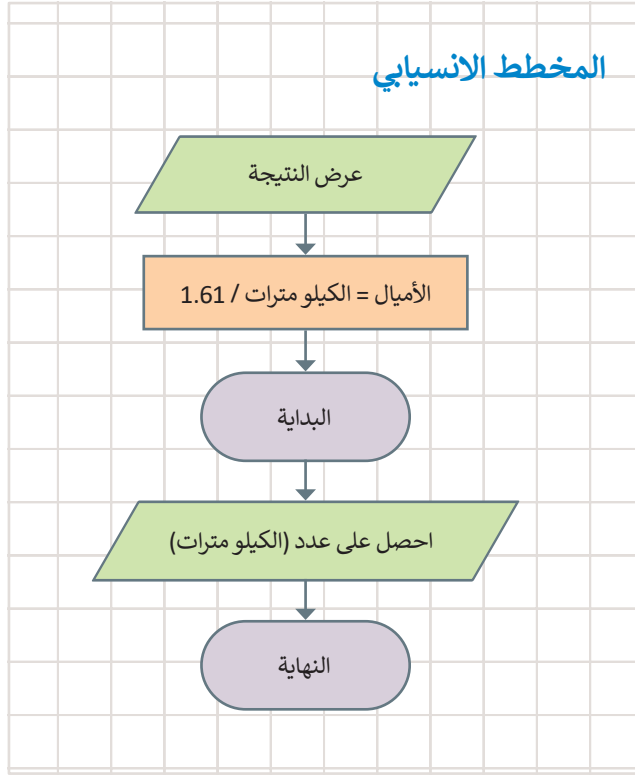 المخطط الانسيابي
عرض النتيجة
الأميال = الكيلو مترات / 1.61
البداية
احصل على عدد (الكيلو مترات)
النهاية